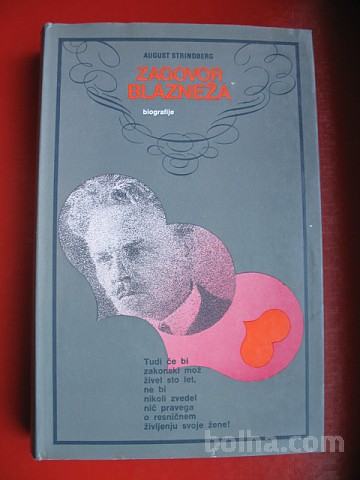 AUGUST STRINDBERG
ZAGOVOR
BLAZNEŽA
biografije
Tudi če bi
zakonski mož
živel sto let,
ne bi
nikoli zvedel
nič pravega
o resničnem
življenju svoje žene!
bolha.com